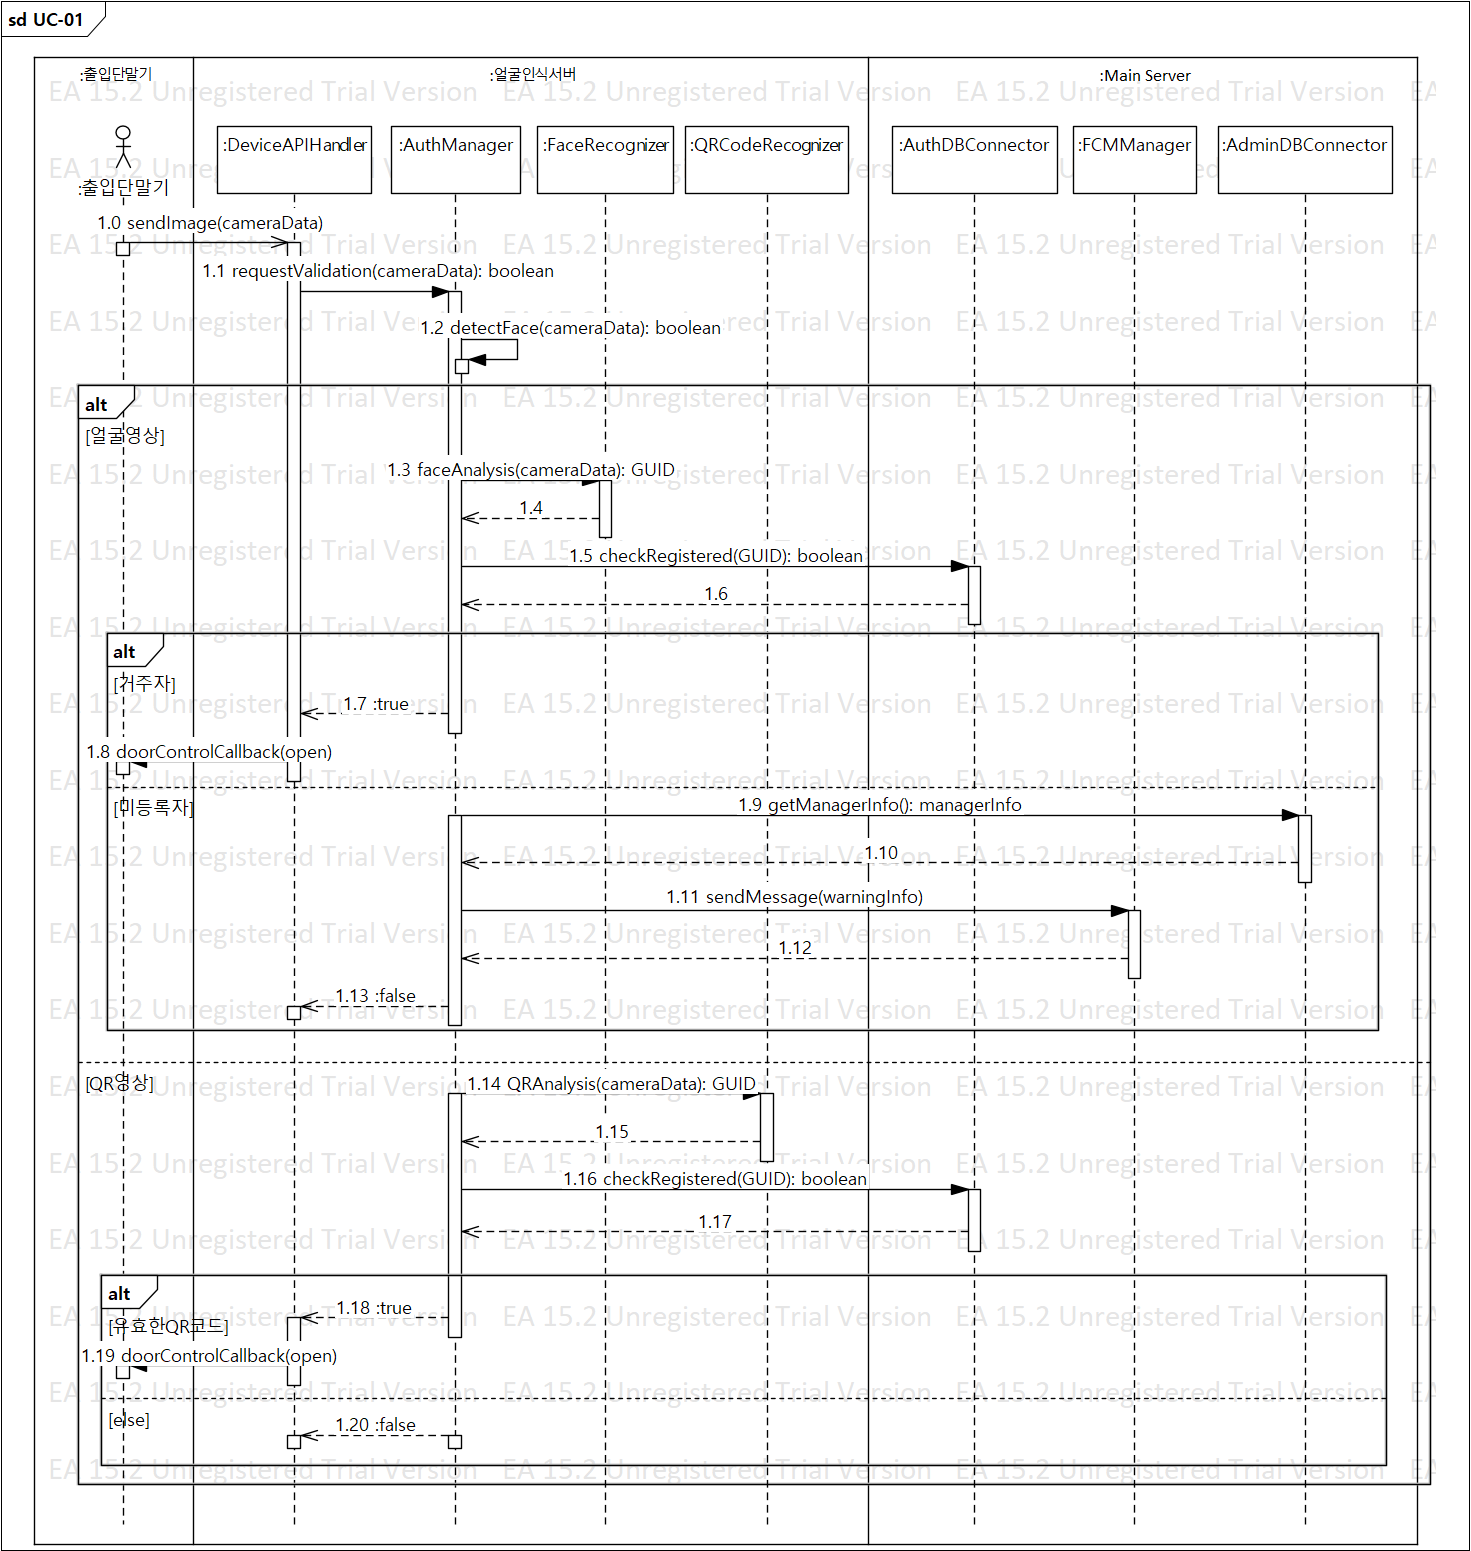 sd UC-01
:출입단말기
:얼굴인식서버
:Main Server
EA 15.2 Unregistered Trial Version
:출입단말기
:DeviceAPIHandler
:AuthManager
:FaceRecognizer
:QRCodeRecognizer
:AuthDBConnector
:FCMManager
:AdminDBConnector
1.0 sendImage(cameraData)
1.1 requestValidation(cameraData): boolean
1.2 detectFace(cameraData): boolean
alt
[얼굴영상]
1.3 faceAnalysis(cameraData): GUID
1.4
1.5 checkRegistered(GUID): boolean
1.6
alt
[거주자]
1.7 :true
1.8 doorControlCallback(open)
[미등록자]
1.9 getManagerInfo(): managerInfo
1.10
1.11 sendMessage(warningInfo)
1.12
1.13 :false
[QR영상]
1.14 QRAnalysis(cameraData): GUID
1.15
1.16 checkRegistered(GUID): boolean
1.17
alt
1.18 :true
[유효한QR코드]
1.19 doorControlCallback(open)
[else]
1.20 :false